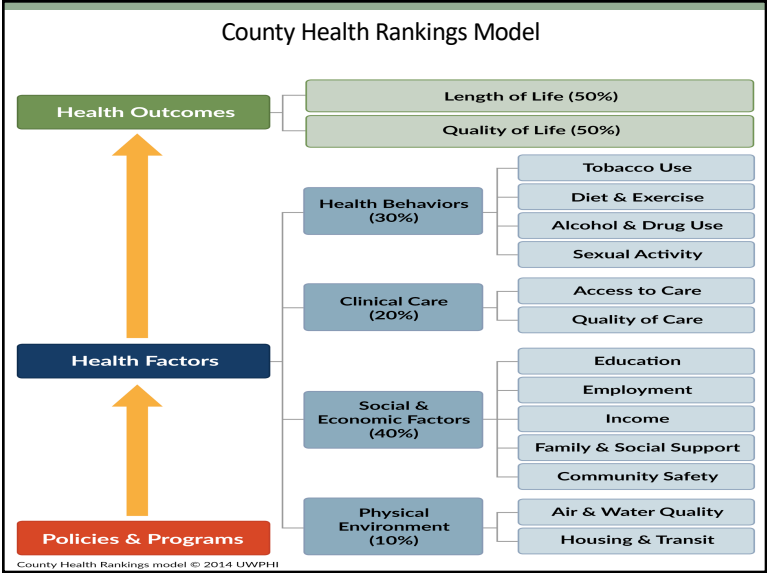 County Health Rankings Model
Health Outcomes
Length of Life (50%)
Quality of Life (50%)
Health Factors
Health Behaviors
(30%)
Tobacco Use
Diet & Exercise
Alcohol & Drug Use
Sexual Activity
Clinical Care
(20%)
Access to Care
Quality of Care
Social &
Economic Factors
(40%)
Education
Employment
Income
Family & Social Support
Community Safety
Physical
Environment
(10%)
Air & Water Quality
Housing & Transit
Policies & Programs
County Health Rankings model © 2014 UWPHI